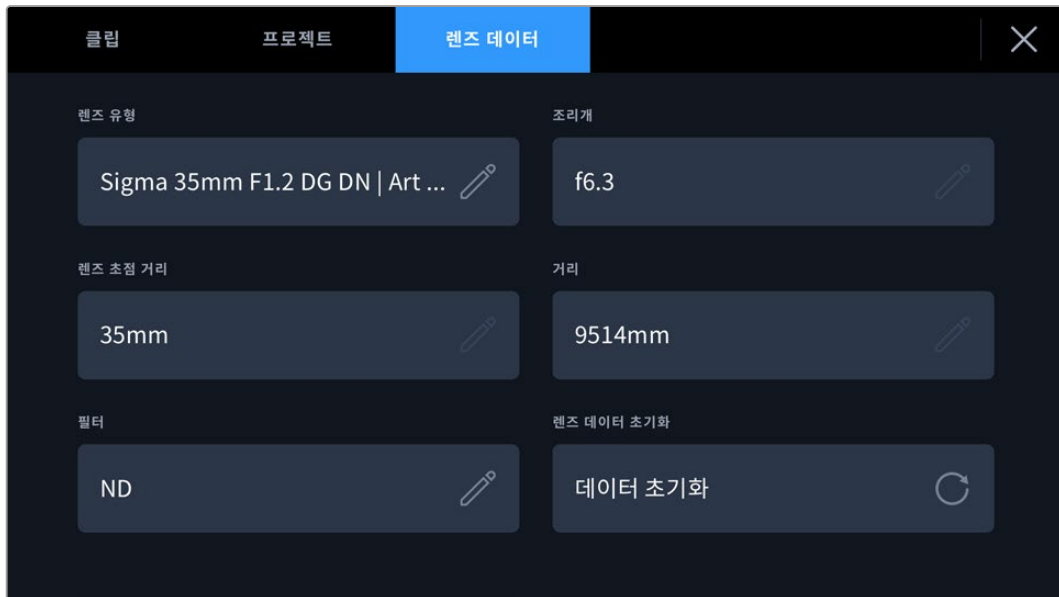 클립 프로젝트 렌즈 데이터
렌즈 유형 조리개
Sigma 35mm F1.2 DG DN | Art ... f6.3
렌즈 초점 거리 거리
35mm 9514mm
필터 렌즈 데이터 초기화
ND 데이터 초기화